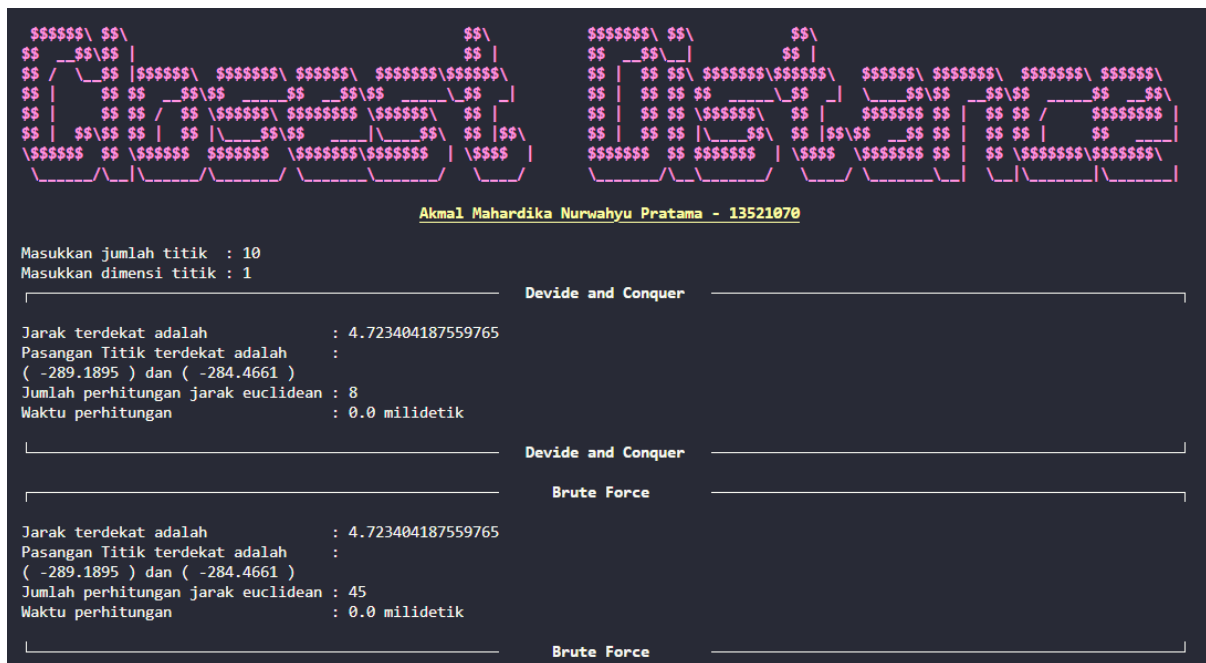 Closest Distance
Akmal Mahardika Nurwahyu Pratama - 13521070
Masukkan jumlah titik : 10
Masukkan dimensi titik : 1
Devide and Conquer
Jarak terdekat adalah : 4.723404187559765
Pasangan Titik terdekat adalah :
( -289.1895 ) dan ( -284.4661 )
Jumlah perhitungan jarak euclidean : 8
Waktu perhitungan : 0.0 milidetik
Devide and Conquer
Brute Force
Jarak terdekat adalah : 4.723404187559765
Pasangan Titik terdekat adalah :
( -289.1895 ) dan ( -284.4661 )
Jumlah perhitungan jarak euclidean : 45
Waktu perhitungan : 0.0 milidetik
Brute Force